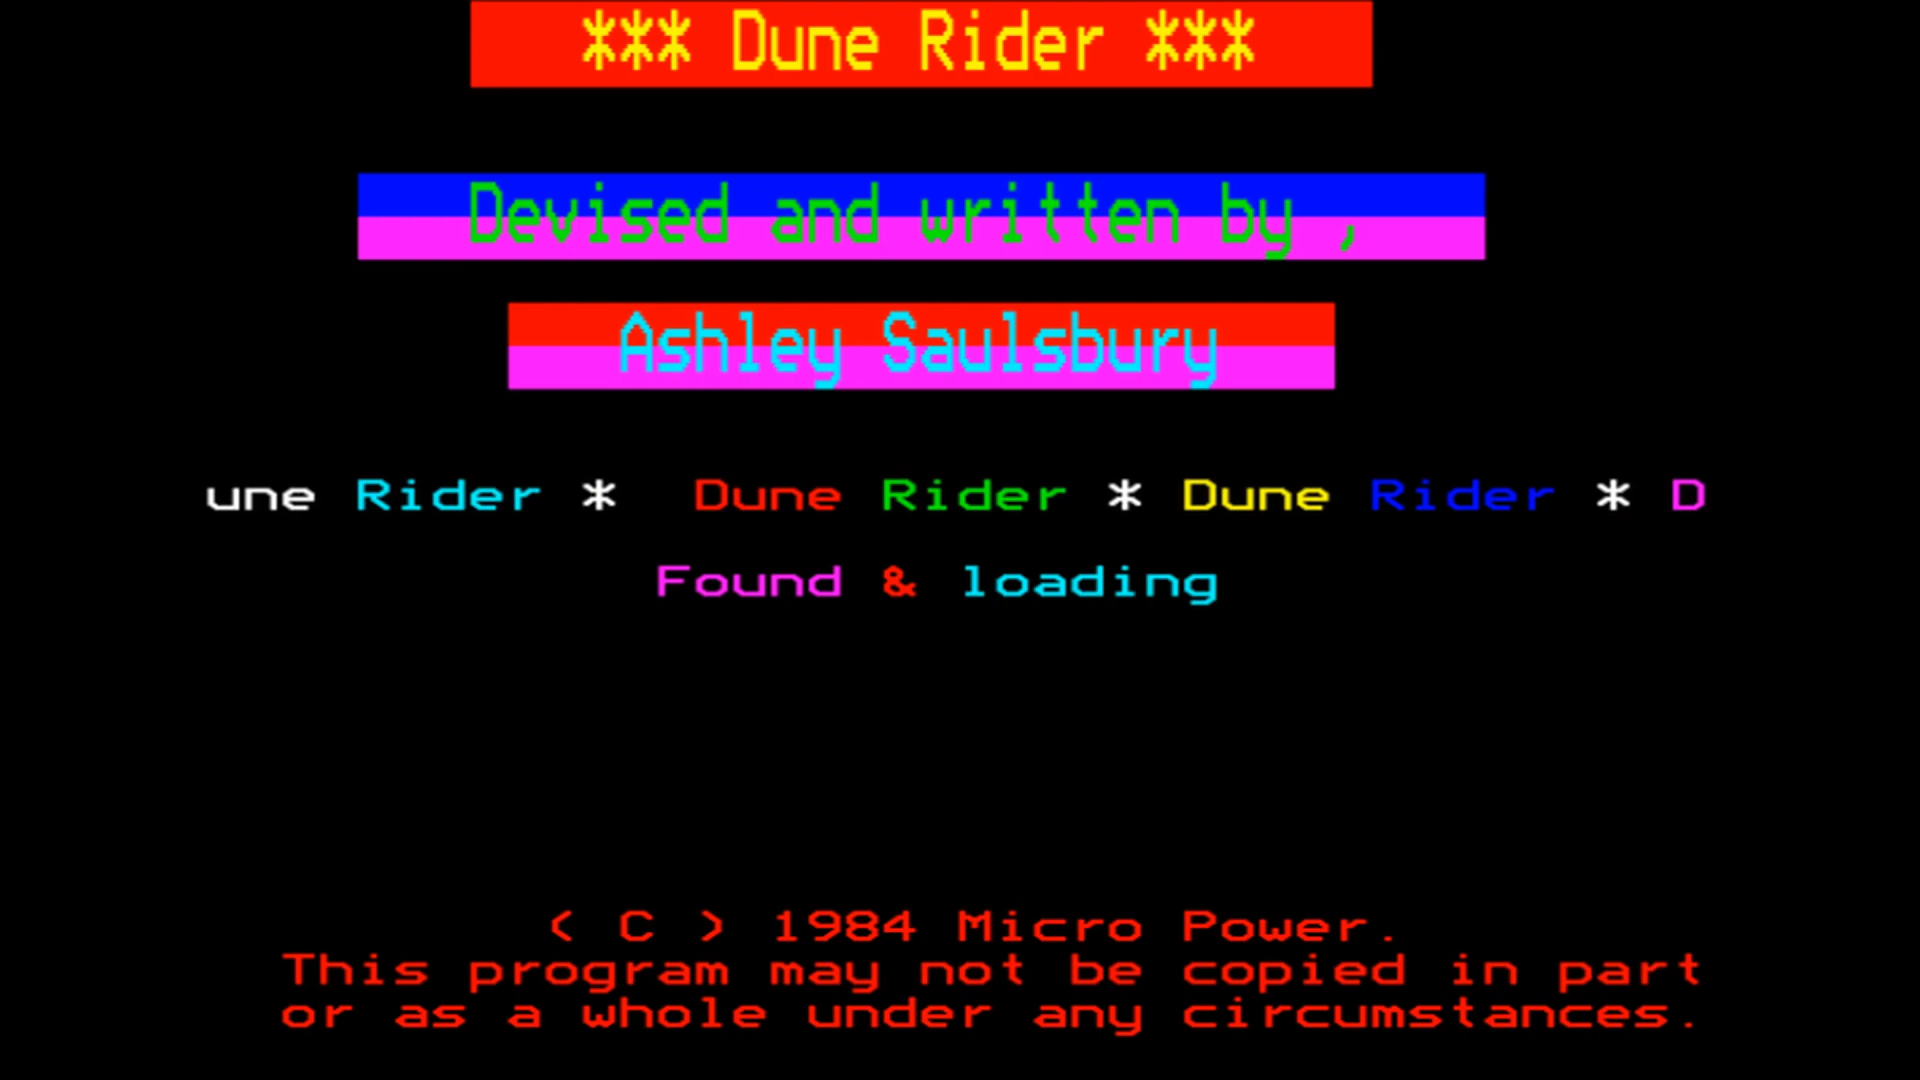 *** Dune Rider ***
Devised and written by ,
Ashley Saulsbury
une Rider *  Dune Rider * Dune Rider * D
Found & loading
( C ) 1984 Micro Power.
This program may not be copied in part
or as a whole under any circumstances.